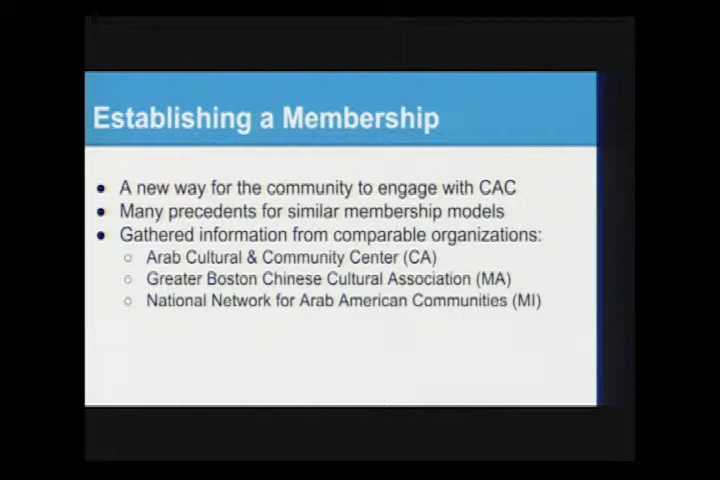 Establishing a Membership
● A new way for the community to engage with CAC
● Many precedents for similar membership models
● Gathered information from comparable organizations:
○ Arab Cultural & Community Center (CA)
○ Greater Boston Chinese Cultural Association (MA)
○ National Network for Arab American Communities (MI)